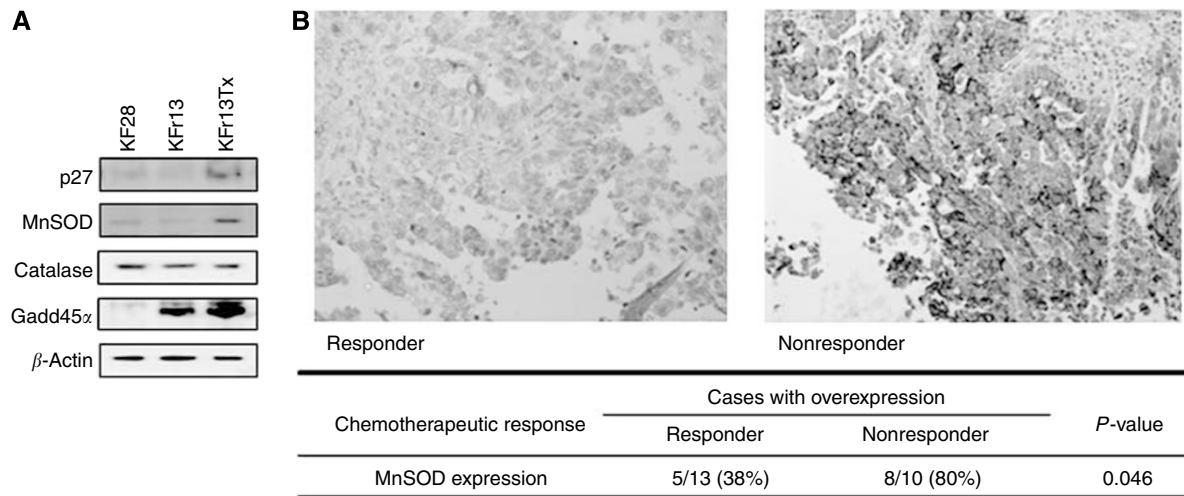 A
B
KF28
KFr13
KFr13Tx
p27
MnSOD
Catalase
Gadd45α
β-Actin
Responder
Nonresponder
Cases with overexpression
Chemotherapeutic response
Responder
Nonresponder
P-value
MnSOD expression
5/13 (38%)
8/10 (80%)
0.046